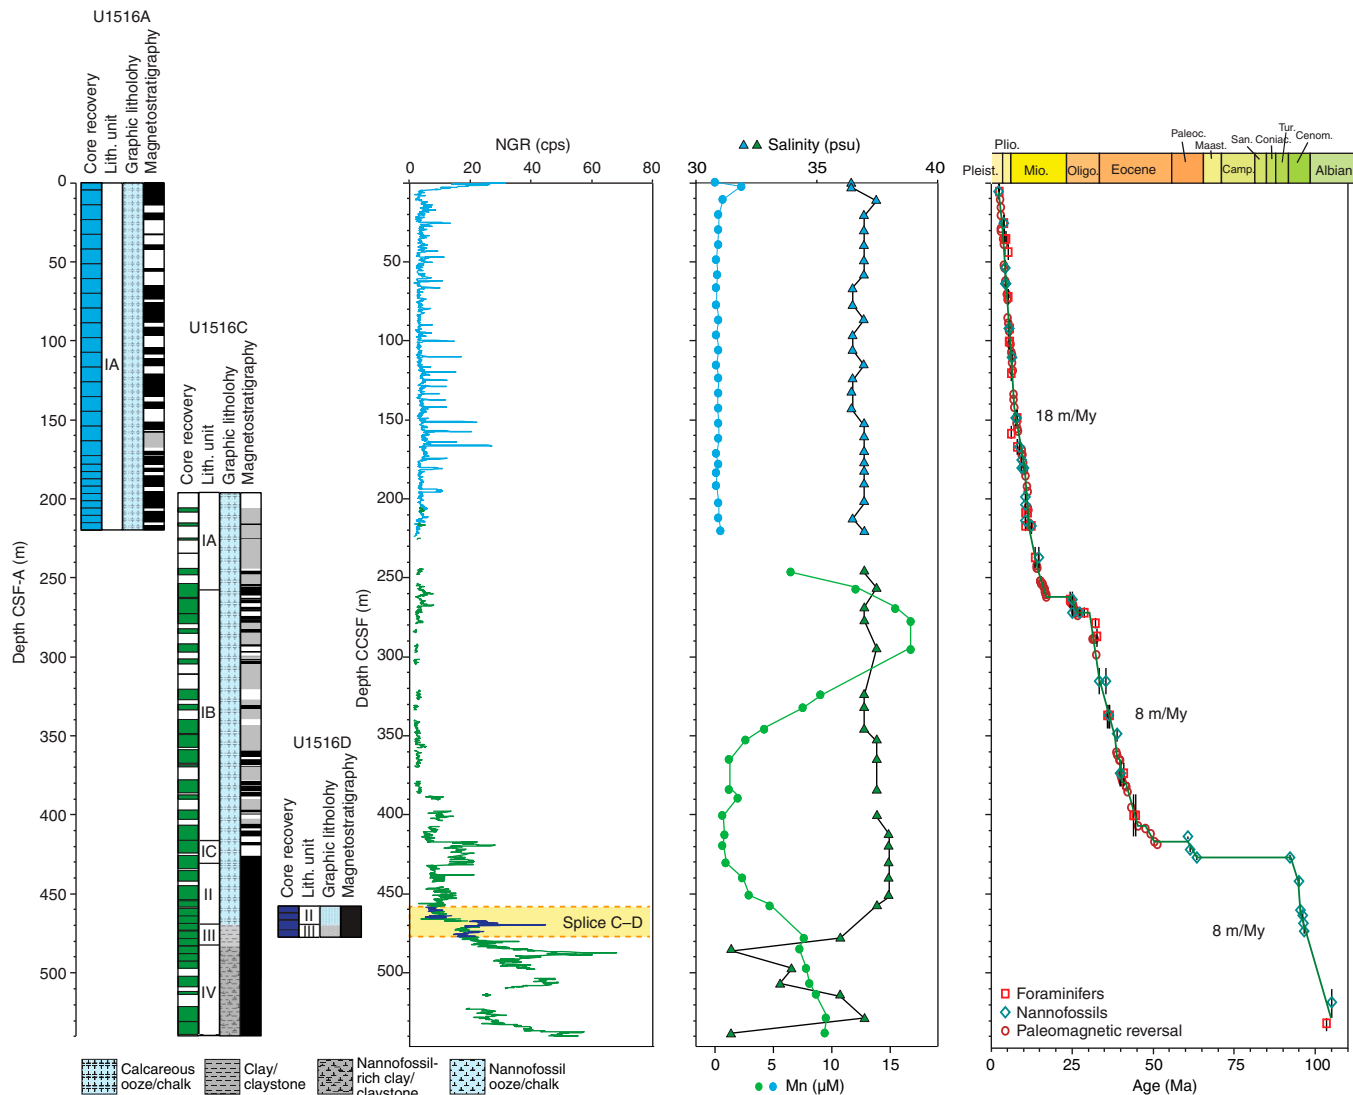 U1516A
Core recovery
Lith. unit
Graphic litholohy
Magnetostratigraphy
IA
0
50
100
150
200
250
300
350
400
450
500
Depth CSF-A (m)
U1516C
Core recovery
Lith. unit
Graphic litholohy
Magnetostratigraphy
IA
IB
IC
II
III
IV
U1516D
Core recovery
Lith. unit
Graphic litholohy
Magnetostratigraphy
II
III
NGR (cps)
0 20 40 60 80
0
50
100
150
200
250
300
350
400
450
500
Depth CCSF (m)
Splice C–D
Salinity (psu)
30 35 40
0 5 10 15
Mn (µM)
Pleist.
Plio.
Mio.
Oligo.
Eocene
Paleoc.
Maast.
Camp.
San.
Coniac.
Tur.
Cenom.
Albian
18 m/My
8 m/My
8 m/My
Foraminifers
Nannofossils
Paleomagnetic reversal
0 25 50 75 100
Age (Ma)
Calcareous
ooze/chalk
Clay/
claystone
Nannofossil-
rich clay/
claystone
Nannofossil
ooze/chalk